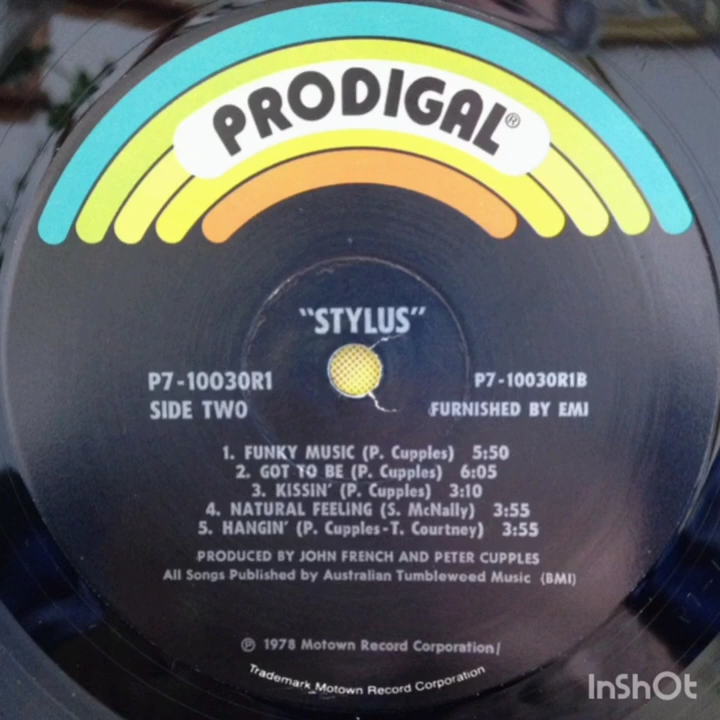 PRODIGAL®
"STYLUS"
P7-10030R1
P7-10030R1B
SIDE TWO
FURNISHED BY EMI
1. FUNKY MUSIC (P. Cupples) 5:50
2. GOT TO BE (P. Cupples) 6:05
3. KISSIN' (P. Cupples) 3:10
4. NATURAL FEELING (S. McNally) 3:55
5. HANGIN' (P. Cupples-T. Courtney) 3:55
PRODUCED BY JOHN FRENCH AND PETER CUPPLES
All Songs Published by Australian Tumbleweed Music (BMI)
℗ 1978 Motown Record Corporation/
Trademark Motown Record Corporation
InShOt